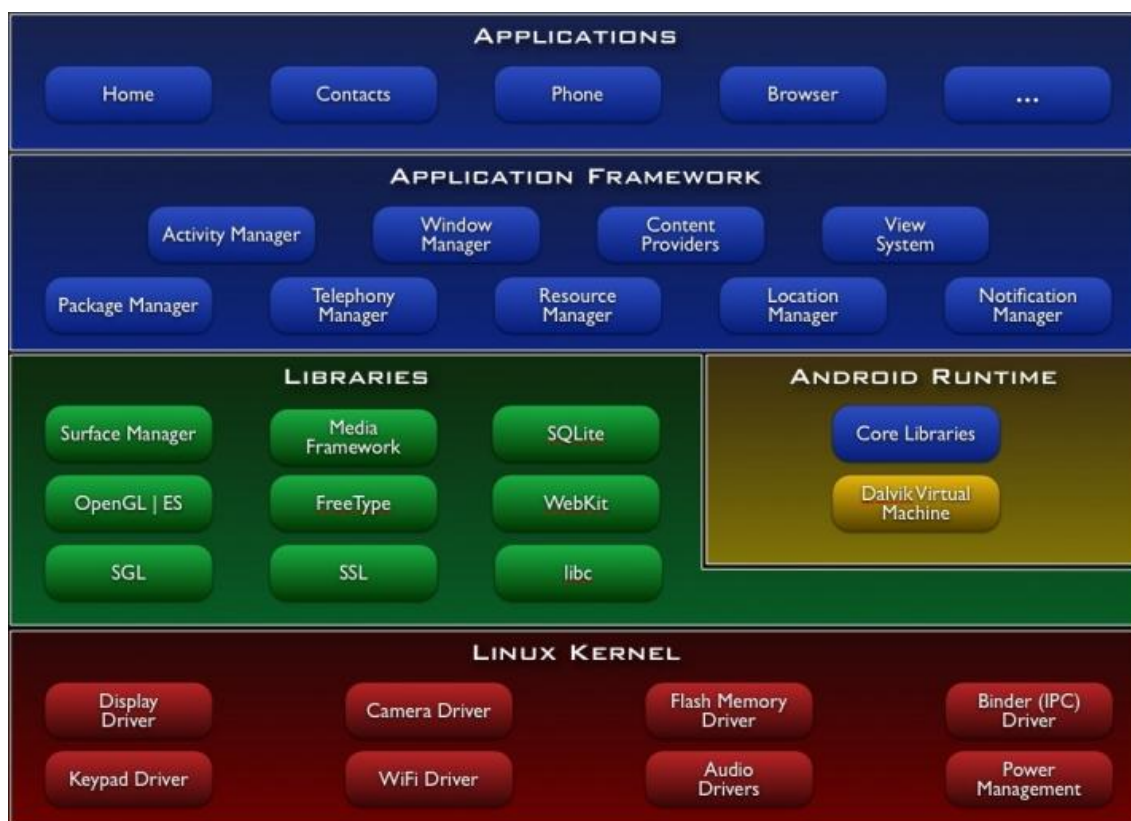 APPLICATIONS
Home
Contacts
Phone
Browser
...
APPLICATION FRAMEWORK
Activity Manager
Window
Manager
Content
Providers
View
System
Package Manager
Telephony
Manager
Resource
Manager
Location
Manager
Notification
Manager
LIBRARIES
Surface Manager
Media
Framework
SQLite
OpenGL | ES
FreeType
WebKit
SGL
SSL
libc
ANDROID RUNTIME
Core Libraries
Dalvik Virtual
Machine
LINUX KERNEL
Display
Driver
Camera Driver
Flash Memory
Driver
Binder (IPC)
Driver
Keypad Driver
WiFi Driver
Audio
Drivers
Power
Management